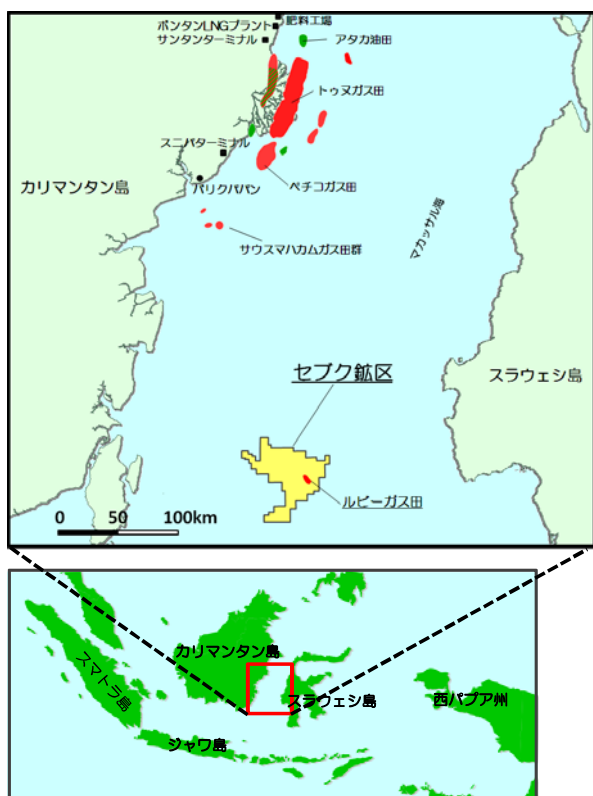 肥料工場
ボンタンLNGプラント
サンタンターミナル
アタカ油田
トゥヌガス田
スニパターミナル
カリマンタン島
バリクパパン
ペチコガス田
マカッサル海
サウスマハカムガス田群
セブク鉱区
スラウェシ島
ルビーガス田
0 50 100km
カリマンタン島
スマトラ島
スラウェシ島
西パプア州
ジャワ島